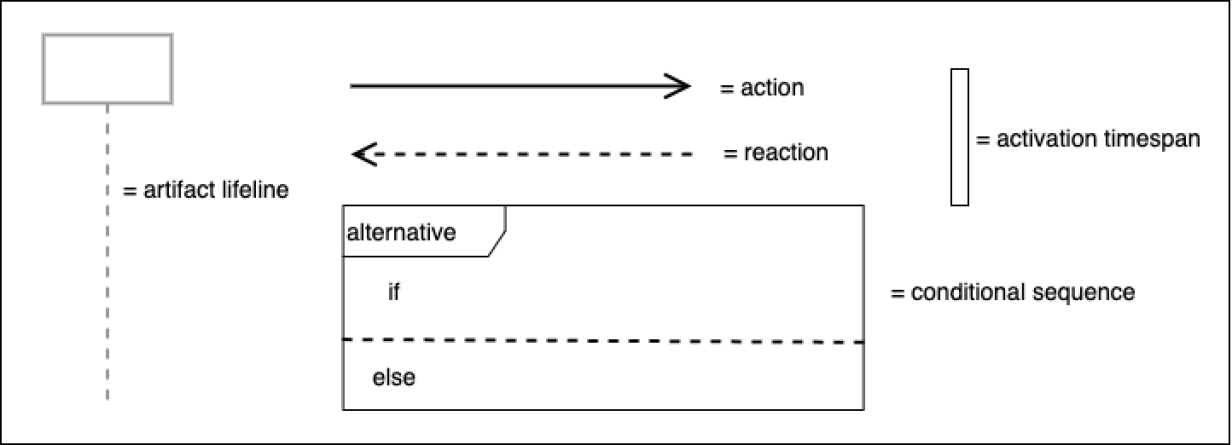 = action
= reaction
= activation timespan
= artifact lifeline
alternative
if
= conditional sequence
else